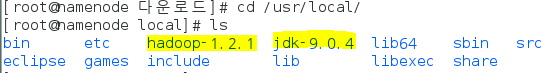 [root@namenode 다운로드]# cd /usr/local/
[root@namenode local]# ls
bin etc hadoop-1.2.1 jdk-9.0.4 lib64 sbin src
eclipse games include lib libexec share